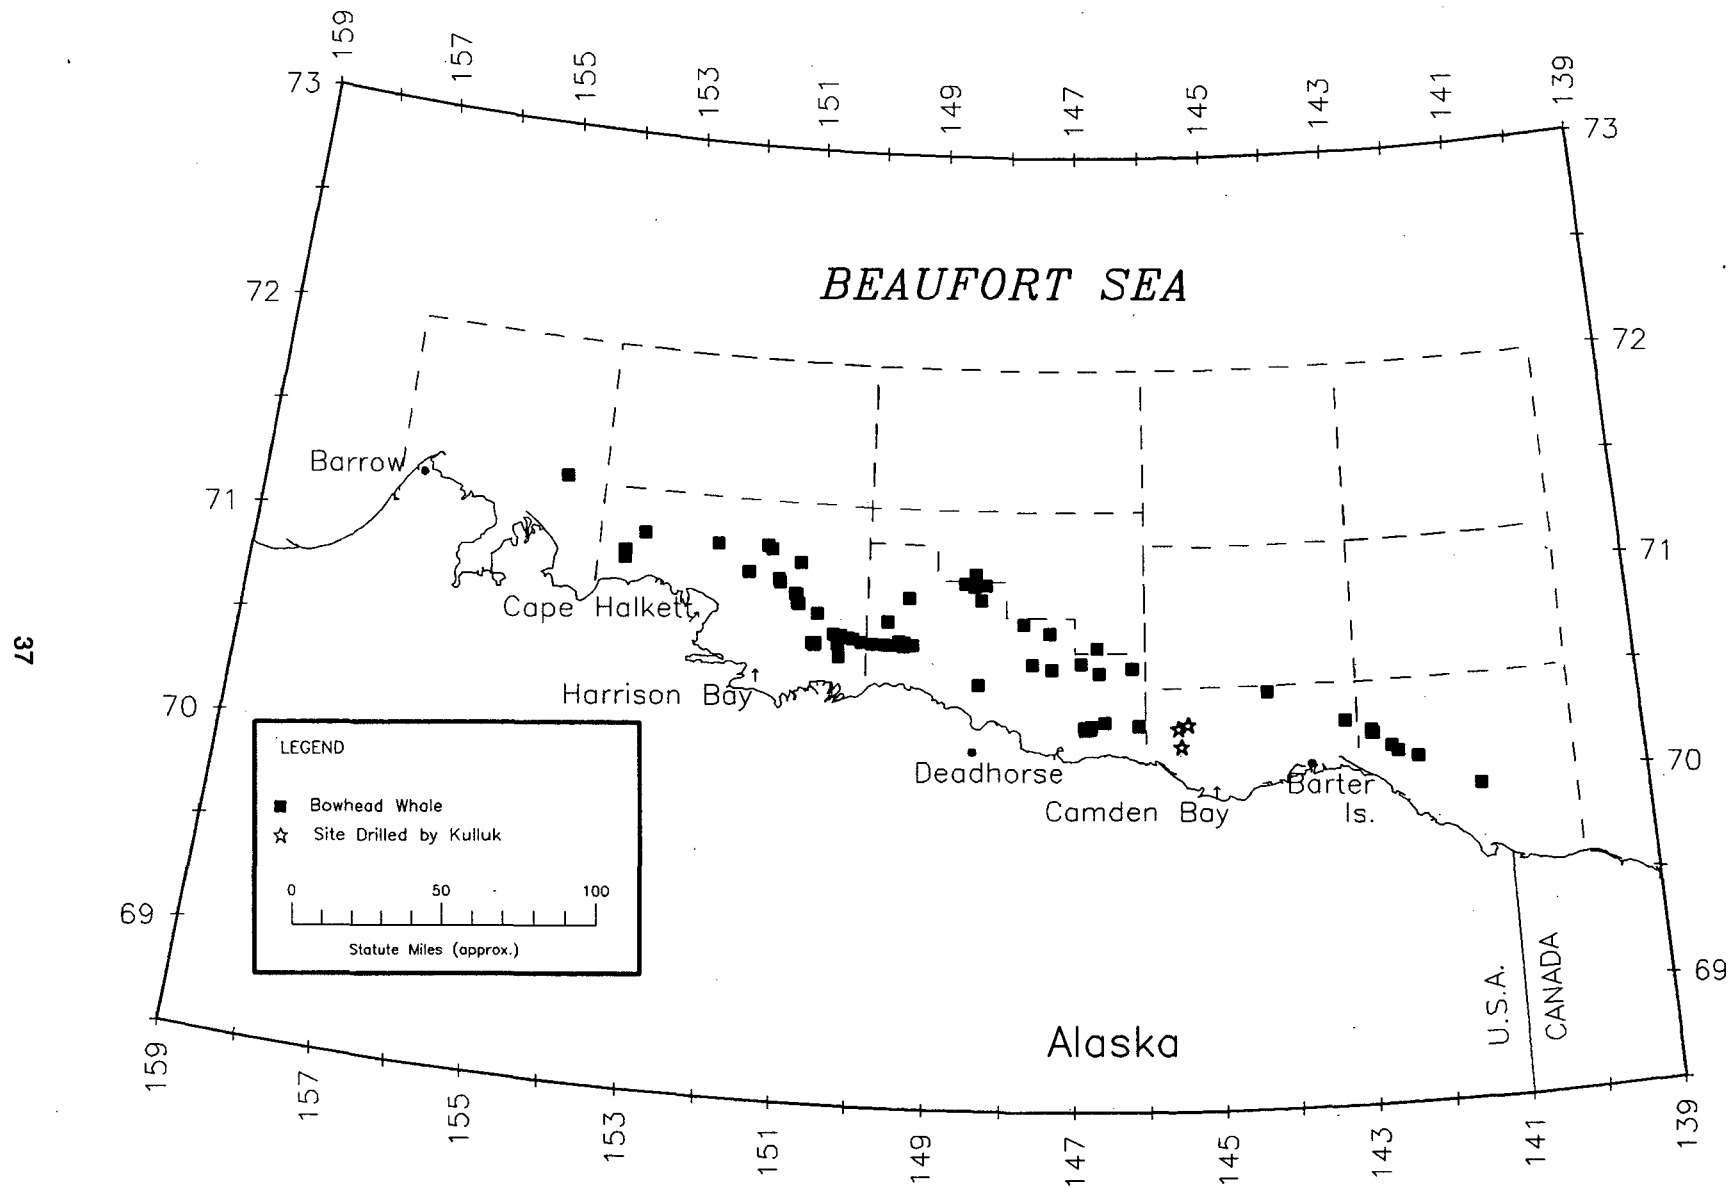 159
157
155
153
151
149
147
145
143
141
139
73
73
BEAUFORT SEA
72
72
Barrow
71
71
Cape Halkett
Harrison Bay
70
70
Deadhorse
Camden Bay
Barter
Is.
LEGEND
Bowhead Whale
Site Drilled by Kulluk
0 50 100
Statute Miles (approx.)
69
69
U.S.A.
CANADA
Alaska
159
157
155
153
151
149
147
145
143
141
139
37